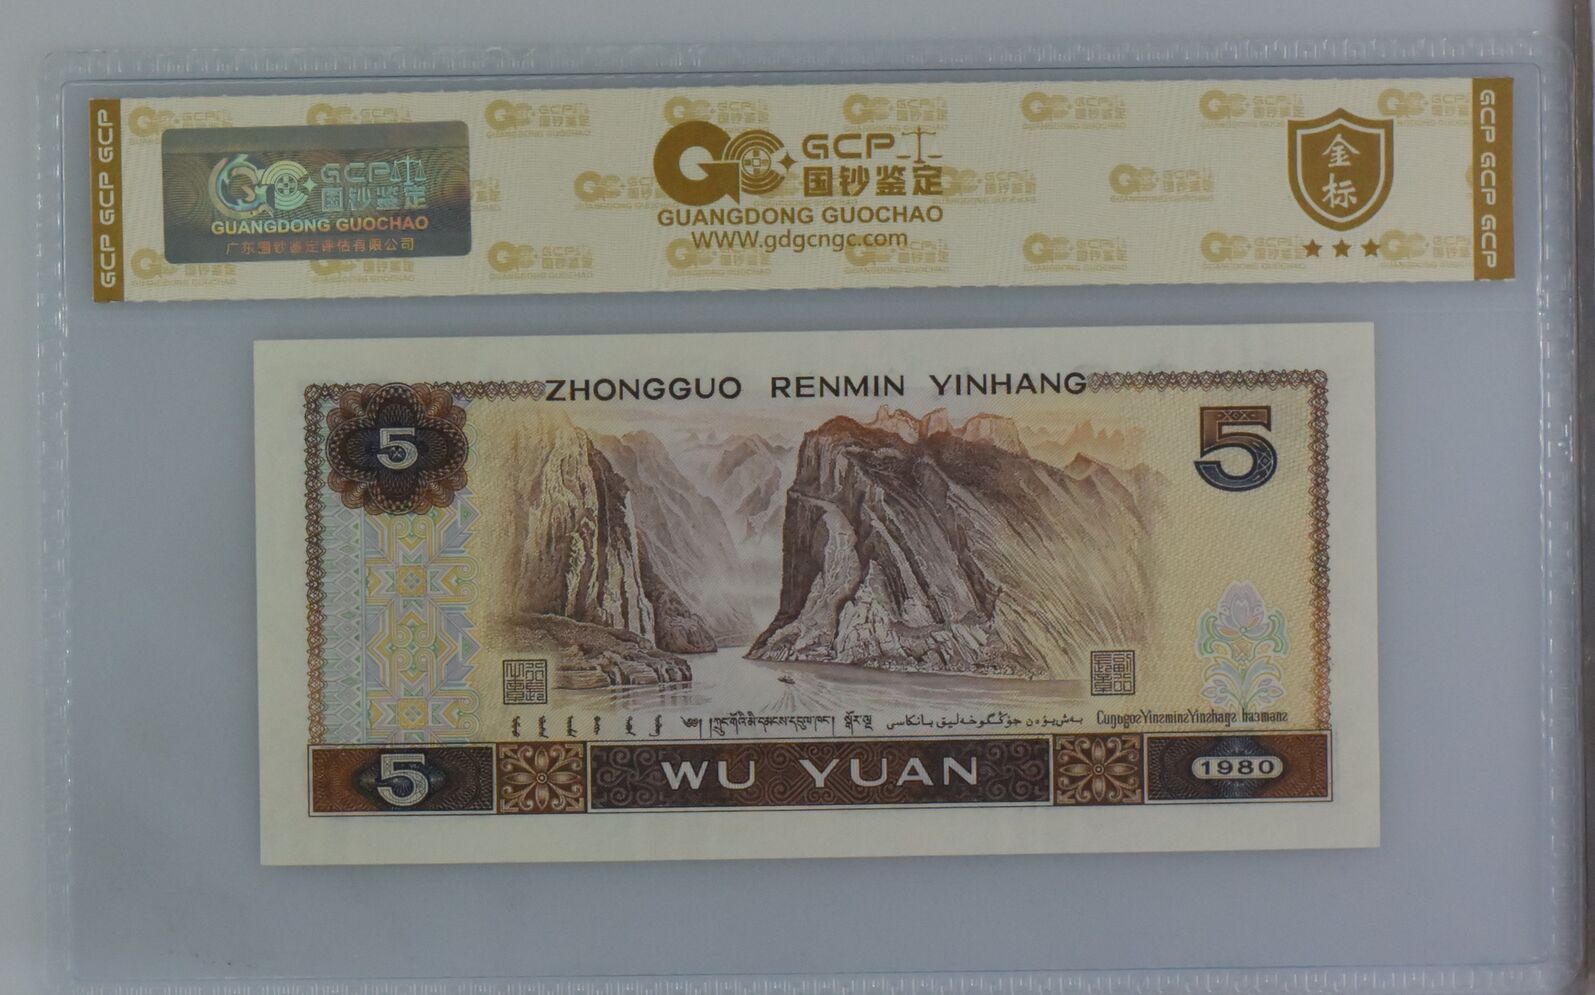 GCP GCP GCP
GCP
国钞鉴定
GUANGDONG GUOCHAO
广东国钞鉴定评估有限公司
GCP
国钞鉴定
GUANGDONG GUOCHAO
WWW.gdgcngc.com
金标
GCP GCP GCP
ZHONGGUO RENMIN YINHANG
5
5
5
WU YUAN
1980